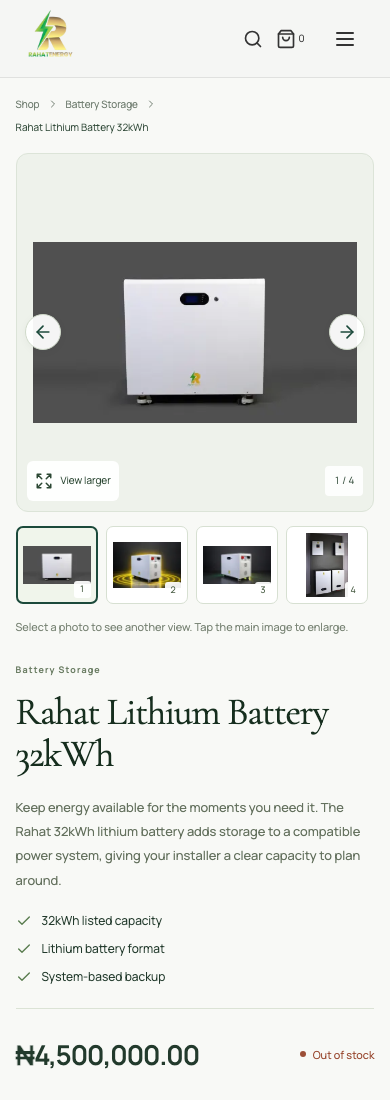 RAHATENERGY
0
Shop
Battery Storage
Rahat Lithium Battery 32kWh
View larger
1 / 4
1
2
3
4
Select a photo to see another view. Tap the main image to enlarge.
Battery Storage
Rahat Lithium Battery
32kWh
Keep energy available for the moments you need it. The
Rahat 32kWh lithium battery adds storage to a compatible
power system, giving your installer a clear capacity to plan
around.
32kWh listed capacity
Lithium battery format
System-based backup
₦4,500,000.00
Out of stock